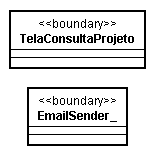 <<boundary>>
TelaConsultaProjeto
<<boundary>>
EmailSender_